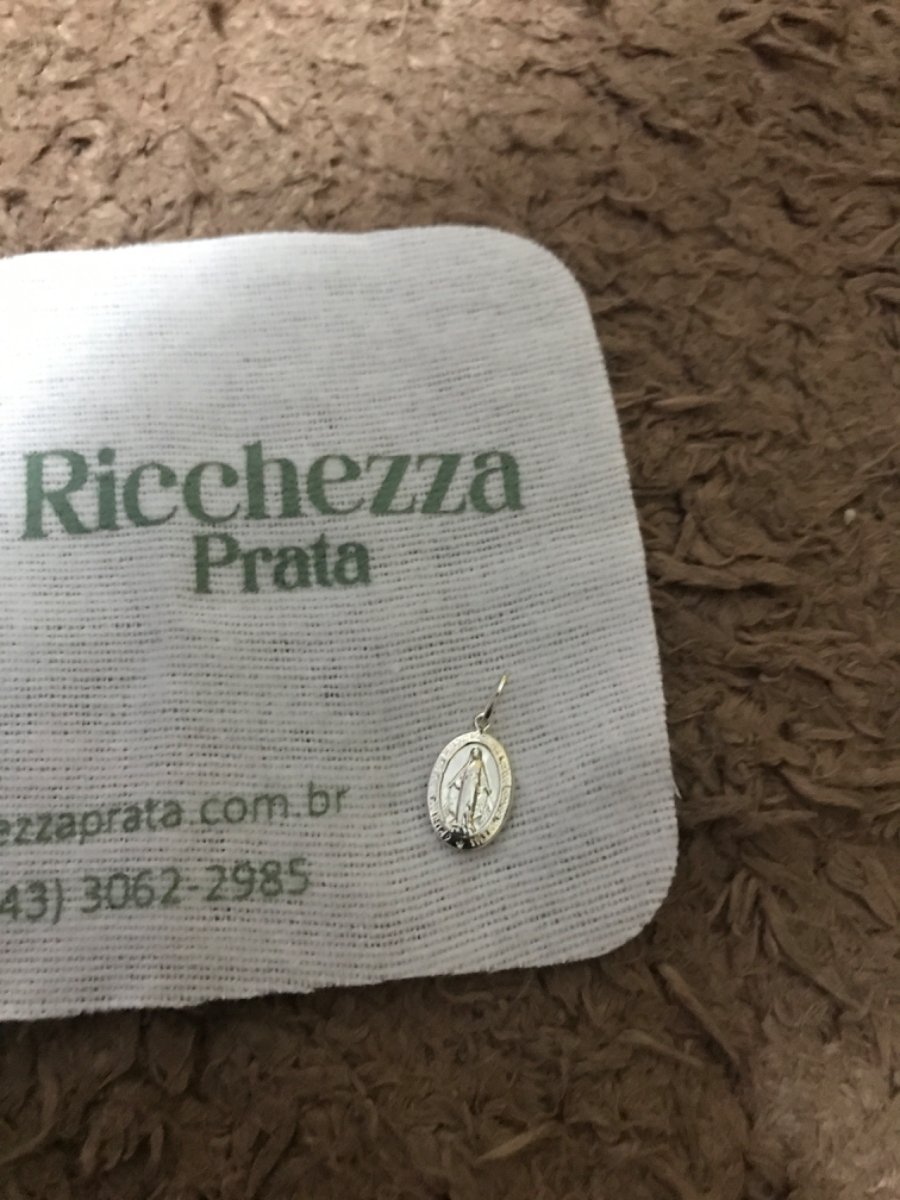 Ricchezza
Prata
ezzaprata.com.br
43) 3062-2985